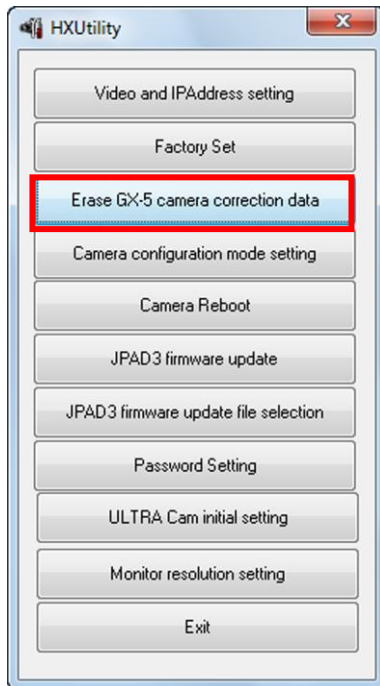 HXUtility
Video and IPAddress setting
Factory Set
Erase GX-5 camera correction data
Camera configuration mode setting
Camera Reboot
JPAD3 firmware update
JPAD3 firmware update file selection
Password Setting
ULTRA Cam initial setting
Monitor resolution setting
Exit